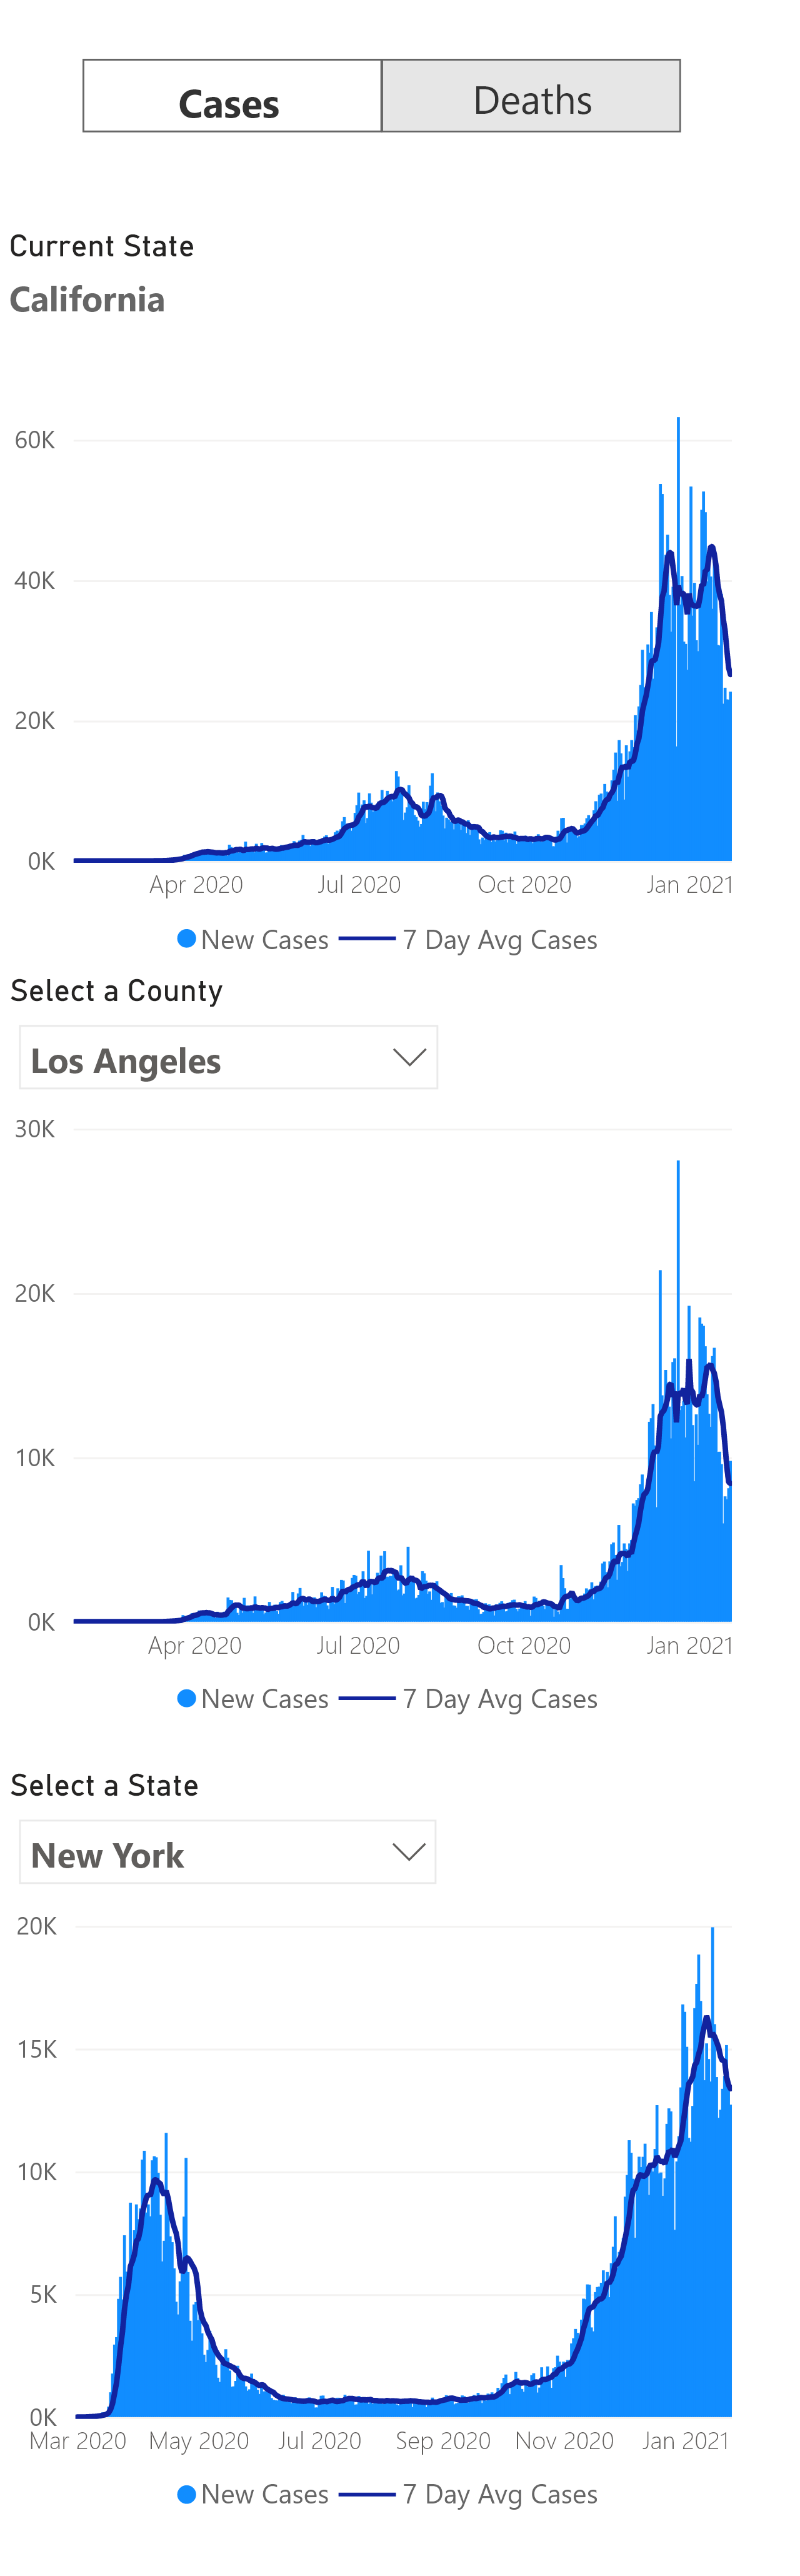 Cases Deaths
Current State
California
60K
40K
20K
0K
Apr 2020 Jul 2020 Oct 2020 Jan 2021
New Cases 7 Day Avg Cases
Select a County
Los Angeles
30K
20K
10K
0K
Apr 2020 Jul 2020 Oct 2020 Jan 2021
New Cases 7 Day Avg Cases
Select a State
New York
20K
15K
10K
5K
0K
Mar 2020 May 2020 Jul 2020 Sep 2020 Nov 2020 Jan 2021
New Cases 7 Day Avg Cases